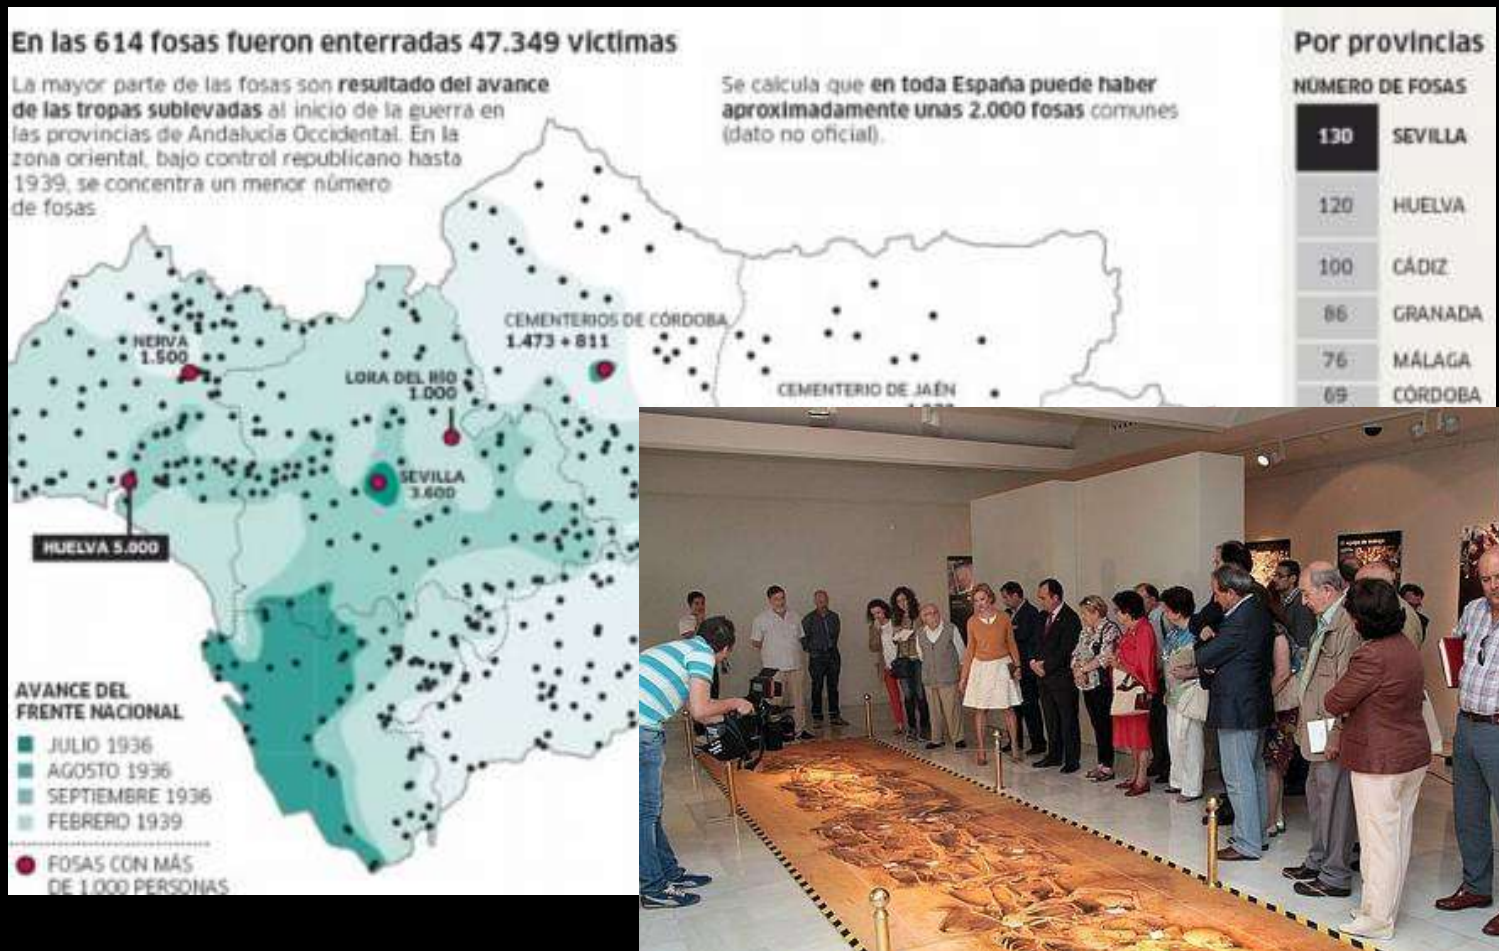 En las 614 fosas fueron enterradas 47.349 víctimas
La mayor parte de las fosas son resultado del avance
de las tropas sublevadas al inicio de la guerra en
las provincias de Andalucía Occidental. En la
zona oriental, bajo control republicano hasta
1939, se concentra un menor número
de fosas
Se calcula que en toda España puede haber
aproximadamente unas 2.000 fosas comunes
(dato no oficial).
Por provincias
NÚMERO DE FOSAS
130 SEVILLA
120 HUELVA
100 CÁDIZ
86 GRANADA
76 MÁLAGA
69 CÓRDOBA
CEMENTERIOS DE CÓRDOBA
1.473 + 811
NERVA
1.500
LORA DEL RÍO
1.000
CEMENTERIO DE JAÉN
SEVILLA
3.600
HUELVA 5.000
AVANCE DEL
FRENTE NACIONAL
JULIO 1936
AGOSTO 1936
SEPTIEMBRE 1936
FEBRERO 1939
FOSAS CON MÁS
DE 1.000 PERSONAS